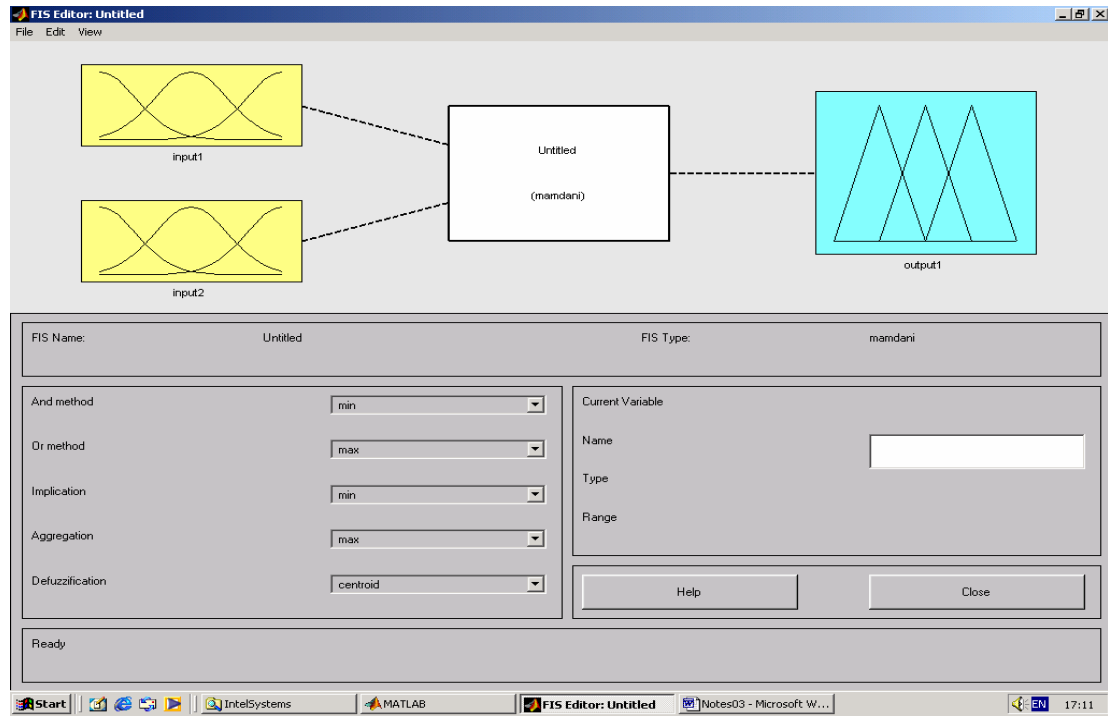 FIS Editor: Untitled
File Edit View
input1
input2
Untitled
(mamdani)
output1
FIS Name: Untitled FIS Type: mamdani
And method min
Or method max
Implication min
Aggregation max
Defuzzification centroid
Current Variable
Name
Type
Range
Help Close
Ready
Start IntelSystems MATLAB FIS Editor: Untitled Notes03 - Microsoft W... EN 17:11